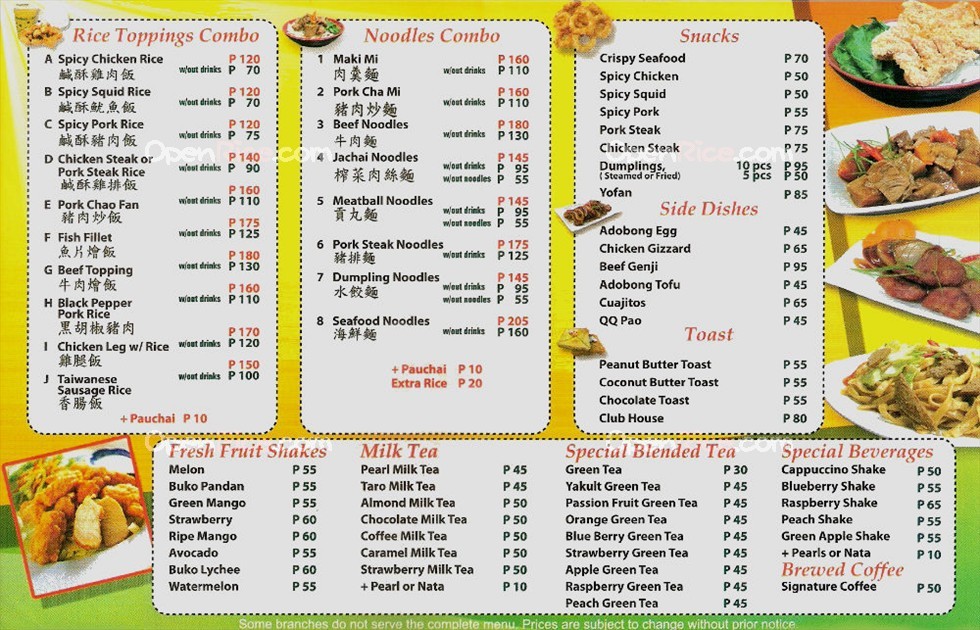 Rice Toppings Combo
A Spicy Chicken Rice P 120
鹹酥雞肉飯 w/out drinks P 70
B Spicy Squid Rice P 120
鹹酥魷魚飯 w/out drinks P 70
C Spicy Pork Rice P 120
鹹酥豬肉飯 w/out drinks P 75
D Chicken Steak or P 140
Pork Steak Rice w/out drinks P 90
鹹酥雞排飯
P 160
E Pork Chao Fan w/out drinks P 110
豬肉炒飯
P 175
F Fish Fillet w/out drinks P 125
魚片燴飯
P 180
G Beef Topping w/out drinks P 130
牛肉燴飯
P 160
H Black Pepper w/out drinks P 110
Pork Rice
黑胡椒豬肉
P 170
I Chicken Leg w/ Rice w/out drinks P 120
雞腿飯
P 150
J Taiwanese w/out drinks P 100
Sausage Rice
香腸飯
+ Pauchai P 10
Noodles Combo
1 Maki Mi P 160
肉羹麵 w/out drinks P 110
2 Pork Cha Mi P 160
豬肉炒麵 w/out drinks P 110
3 Beef Noodles P 180
牛肉麵 w/out drinks P 130
4 Jachai Noodles P 145
榨菜肉絲麵 w/out drinks P 95
w/out noodles P 55
5 Meatball Noodles P 145
貢丸麵 w/out drinks P 95
w/out noodles P 55
6 Pork Steak Noodles P 175
豬排麵 w/out drinks P 125
7 Dumpling Noodles P 145
水餃麵 w/out drinks P 95
w/out noodles P 55
8 Seafood Noodles P 205
海鮮麵 w/out drinks P 160
+ Pauchai P 10
Extra Rice P 20
Snacks
Crispy Seafood P 70
Spicy Chicken P 50
Spicy Squid P 50
Spicy Pork P 55
Pork Steak P 75
Chicken Steak P 75
Dumplings, 10 pcs P 95
( Steamed or Fried) 5 pcs P 50
Yofan P 85
Side Dishes
Adobong Egg P 45
Chicken Gizzard P 65
Beef Genji P 95
Adobong Tofu P 45
Cuajitos P 65
QQ Pao P 45
Toast
Peanut Butter Toast P 55
Coconut Butter Toast P 55
Chocolate Toast P 55
Club House P 80
OpenRice.com
OpenRice.com
OpenRice.com
OpenRice.com
Fresh Fruit Shakes
Melon P 55
Buko Pandan P 55
Green Mango P 55
Strawberry P 60
Ripe Mango P 60
Avocado P 55
Buko Lychee P 60
Watermelon P 55
Milk Tea
Pearl Milk Tea P 45
Taro Milk Tea P 45
Almond Milk Tea P 50
Chocolate Milk Tea P 50
Coffee Milk Tea P 50
Caramel Milk Tea P 50
Strawberry Milk Tea P 50
+ Pearl or Nata P 10
Special Blended Tea
Green Tea P 30
Yakult Green Tea P 45
Passion Fruit Green Tea P 45
Orange Green Tea P 45
Blue Berry Green Tea P 45
Strawberry Green Tea P 45
Apple Green Tea P 45
Raspberry Green Tea P 45
Peach Green Tea P 45
Special Beverages
Cappuccino Shake P 50
Blueberry Shake P 55
Raspberry Shake P 65
Peach Shake P 55
Green Apple Shake P 55
+ Pearls or Nata P 10
Brewed Coffee
Signature Coffee P 50
Some branches do not serve the complete menu. Prices are subject to change without prior notice.